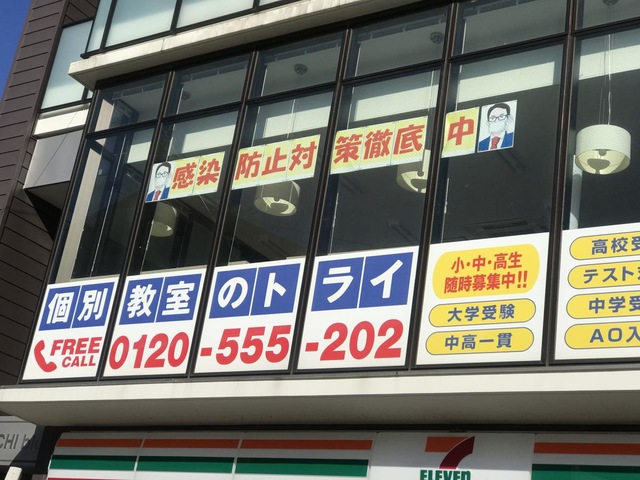 感染防止対策徹底中
個別教室のトライ
FREE CALL 0120-555-202
小・中・高生
随時募集中!!
大学受験
中高一貫
高校受
テスト
中学受
AO入
7
ELEVEn
CHI